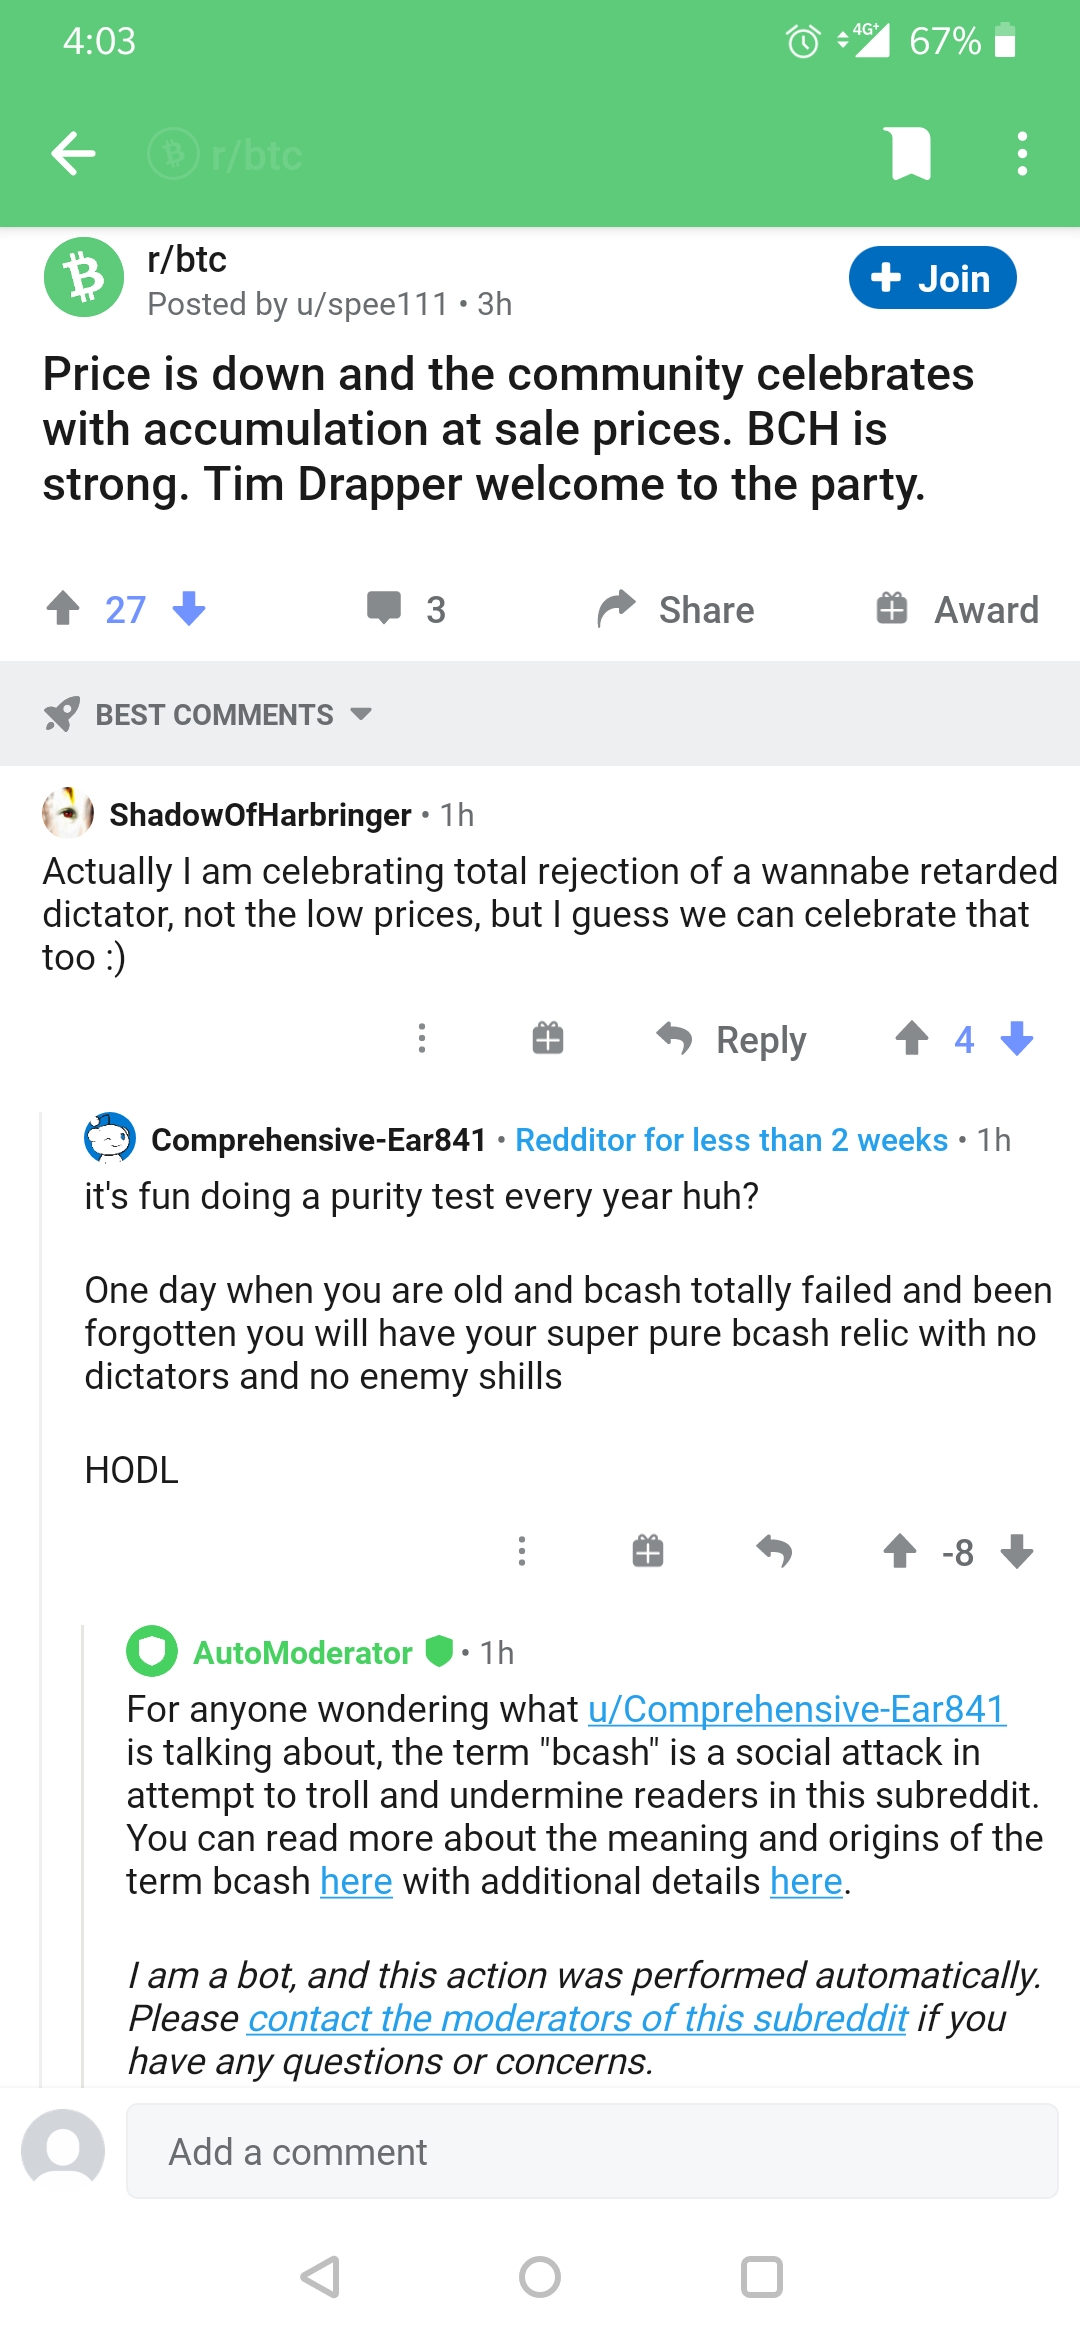 4:03
4G+ 67%
r/btc
r/btc
Join
Posted by u/spee111 • 3h
Price is down and the community celebrates
with accumulation at sale prices. BCH is
strong. Tim Drapper welcome to the party.
27 3 Share Award
BEST COMMENTS
ShadowOfHarbringer • 1h
Actually I am celebrating total rejection of a wannabe retarded
dictator, not the low prices, but I guess we can celebrate that
too :)
Reply 4
Comprehensive-Ear841 • Redditor for less than 2 weeks • 1h
it's fun doing a purity test every year huh?
One day when you are old and bcash totally failed and been
forgotten you will have your super pure bcash relic with no
dictators and no enemy shills
HODL
-8
AutoModerator • 1h
For anyone wondering what u/Comprehensive-Ear841
is talking about, the term "bcash" is a social attack in
attempt to troll and undermine readers in this subreddit.
You can read more about the meaning and origins of the
term bcash here with additional details here.
I am a bot, and this action was performed automatically.
Please contact the moderators of this subreddit if you
have any questions or concerns.
Add a comment